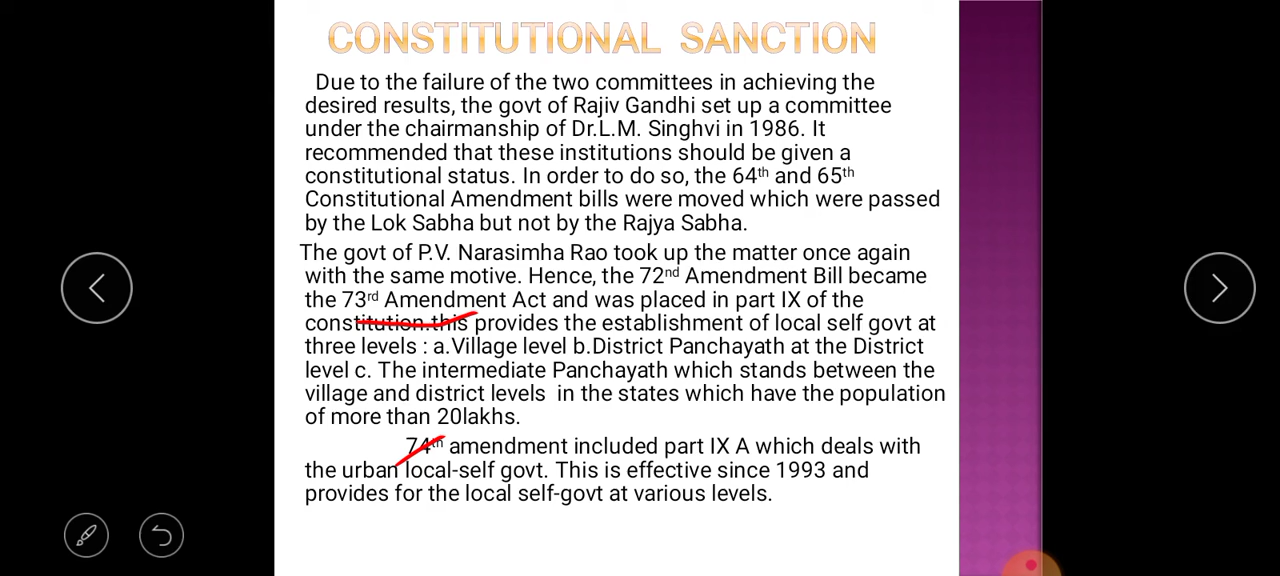 CONSTITUTIONAL SANCTION
Due to the failure of the two committees in achieving the
desired results, the govt of Rajiv Gandhi set up a committee
under the chairmanship of Dr.L.M. Singhvi in 1986. It
recommended that these institutions should be given a
constitutional status. In order to do so, the 64th and 65th
Constitutional Amendment bills were moved which were passed
by the Lok Sabha but not by the Rajya Sabha.
The govt of P.V. Narasimha Rao took up the matter once again
with the same motive. Hence, the 72nd Amendment Bill became
the 73rd Amendment Act and was placed in part IX of the
constitution.this provides the establishment of local self govt at
three levels : a.Village level b.District Panchayath at the District
level c. The intermediate Panchayath which stands between the
village and district levels in the states which have the population
of more than 20lakhs.
74th amendment included part IX A which deals with
the urban local-self govt. This is effective since 1993 and
provides for the local self-govt at various levels.